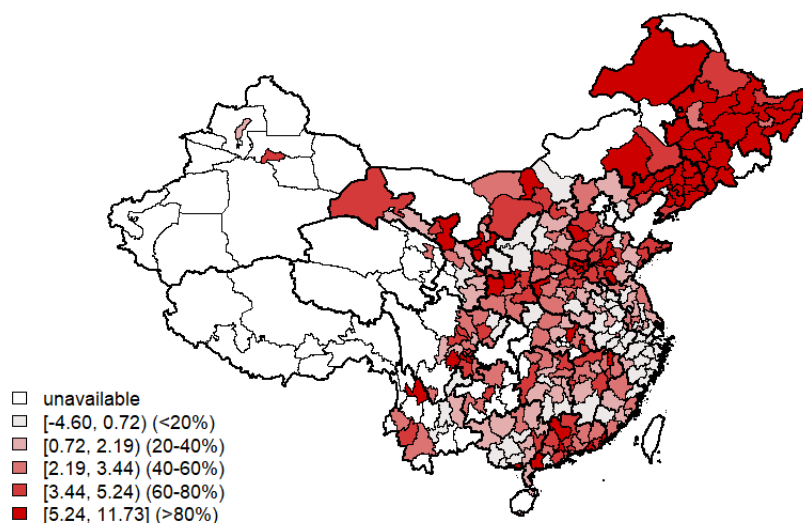 unavailable
[-4.60, 0.72) (<20%)
[0.72, 2.19) (20-40%)
[2.19, 3.44) (40-60%)
[3.44, 5.24) (60-80%)
[5.24, 11.73] (>80%)